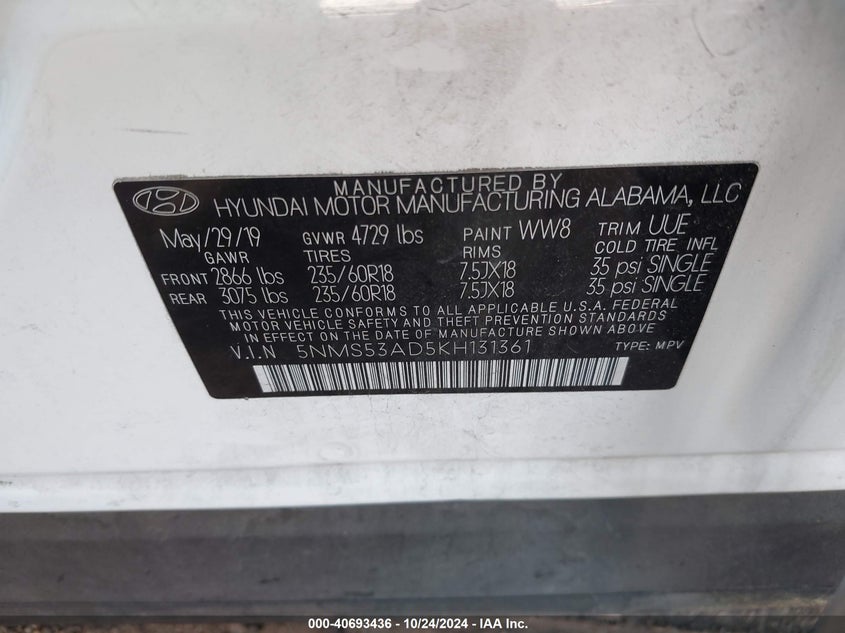 MANUFACTURED BY
HYUNDAI MOTOR MANUFACTURING ALABAMA, LLC
May/29/19 GVWR 4729 lbs PAINT WW8 TRIM UUE
GAWR TIRES RIMS COLD TIRE INFL
FRONT 2866 lbs 235/60R18 7.5JX18 35 psi SINGLE
REAR 3075 lbs 235/60R18 7.5JX18 35 psi SINGLE
THIS VEHICLE CONFORMS TO ALL APPLICABLE U.S.A. FEDERAL
MOTOR VEHICLE SAFETY AND THEFT PREVENTION STANDARDS
IN EFFECT ON THE DATE OF MANUFACTURE SHOWN ABOVE
V.I.N 5NMS53AD5KH131361 TYPE: MPV
000-40693436 - 10/24/2024 - IAA Inc.